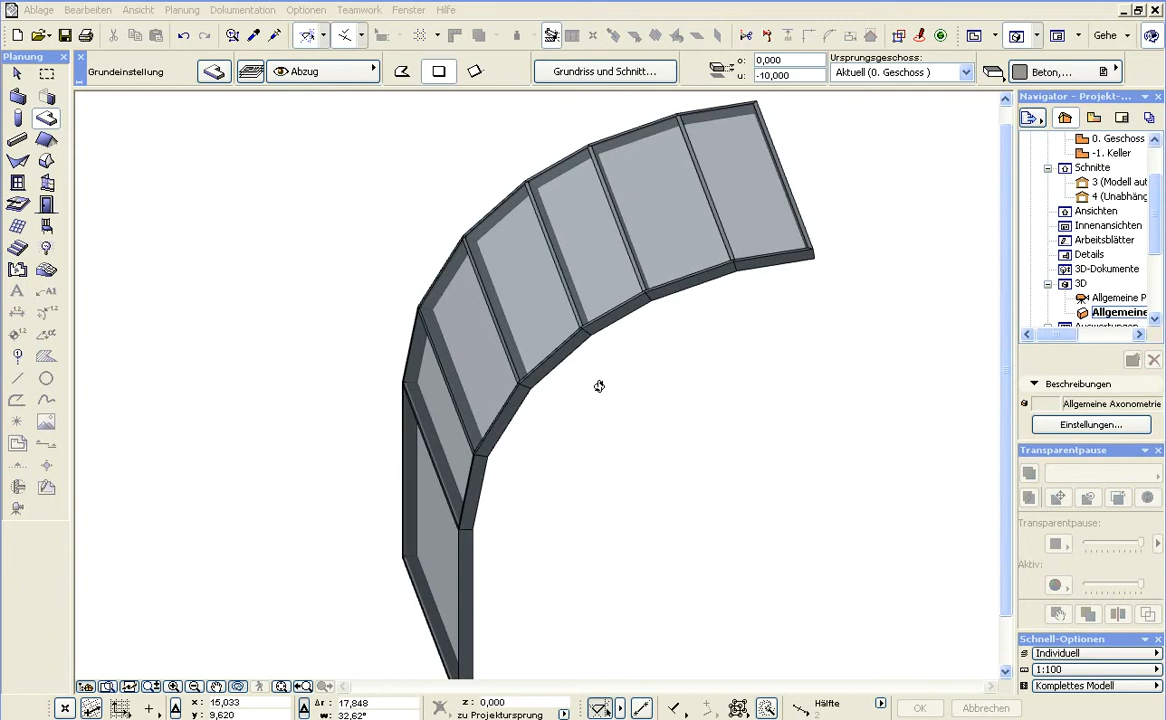 Ablage Bearbeiten Ansicht Planung Dokumentation Optionen Teamwork Fenster Hilfe
Gehe
Planung
Grundeinstellung
Abzug
Grundriss und Schnitt...
o: 0,000
u: -10,000
Ursprungsgeschoss:
Aktuell (0. Geschoss )
Beton,...
Navigator - Projekt-...
0. Geschoss
-1. Keller
Schnitte
3 (Modell aut
4 (Unabhäng
Ansichten
Innenansichten
Arbeitsblätter
Details
3D-Dokumente
3D
Allgemeine P
Allgemeine
Auswertungen
Beschreibungen
Allgemeine Axonometrie
Einstellungen...
Transparentpause
Transparentpause:
Aktiv:
Schnell-Optionen
Individuell
1:100
Komplettes Modell
A1
x: 15,033
y: 9,620
Δr: 17,848
w: 32,62°
z: 0,000
zu Projektursprung
Hälfte
2
OK
Abbrechen